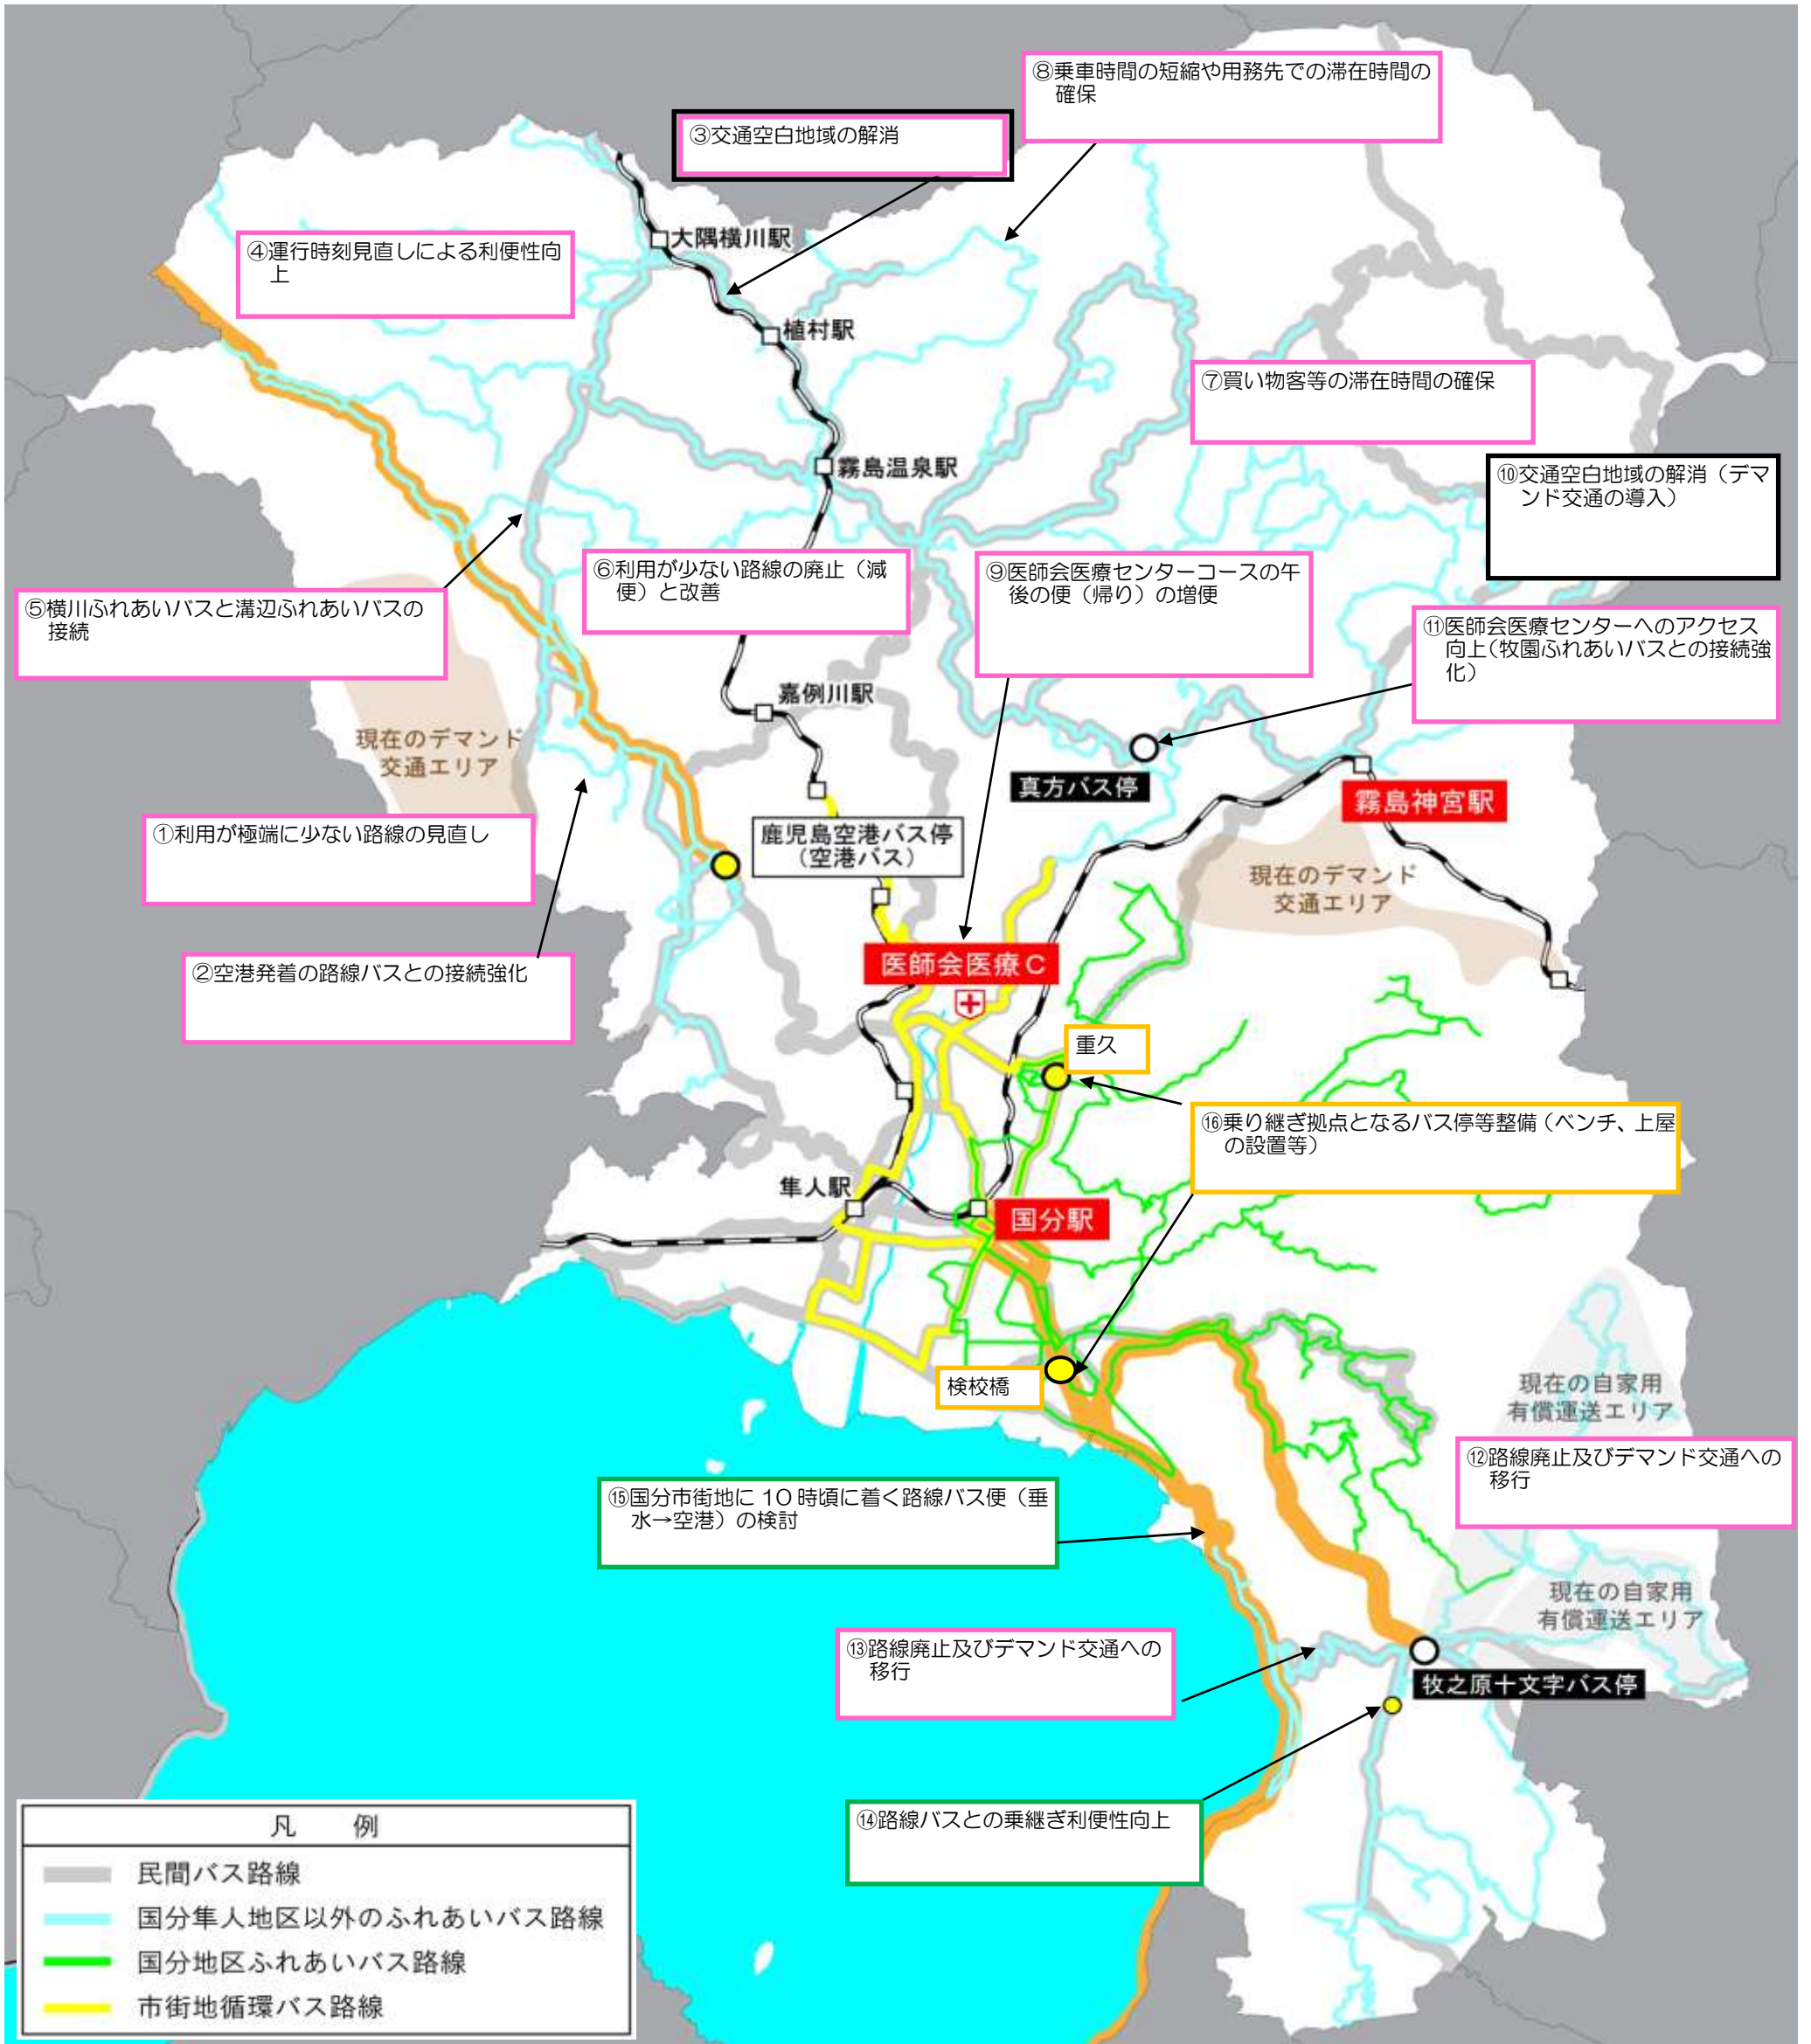 ⑧乗車時間の短縮や用務先での滞在時間の
確保
③交通空白地域の解消
大隅横川駅
④運行時刻見直しによる利便性向
上
植村駅
⑦買い物客等の滞在時間の確保
霧島温泉駅
⑩交通空白地域の解消（デマ
ンド交通の導入）
⑥利用が少ない路線の廃止（減
便）と改善
⑨医師会医療センターコースの午
後の便（帰り）の増便
⑤横川ふれあいバスと溝辺ふれあいバスの
接続
⑪医師会医療センターへのアクセス
向上（牧園ふれあいバスとの接続強
化）
嘉例川駅
現在のデマンド
交通エリア
真方バス停
霧島神宮駅
①利用が極端に少ない路線の見直し
鹿児島空港バス停
（空港バス）
現在のデマンド
交通エリア
②空港発着の路線バスとの接続強化
医師会医療C
重久
⑯乗り継ぎ拠点となるバス停等整備（ベンチ、上屋
の設置等）
隼人駅
国分駅
検校橋
現在の自家用
有償運送エリア
⑫路線廃止及びデマンド交通への
移行
⑮国分市街地に10時頃に着く路線バス便（垂
水→空港）の検討
現在の自家用
有償運送エリア
⑬路線廃止及びデマンド交通への
移行
牧之原十文字バス停
⑭路線バスとの乗継ぎ利便性向上
凡　例
民間バス路線
国分隼人地区以外のふれあいバス路線
国分地区ふれあいバス路線
市街地循環バス路線